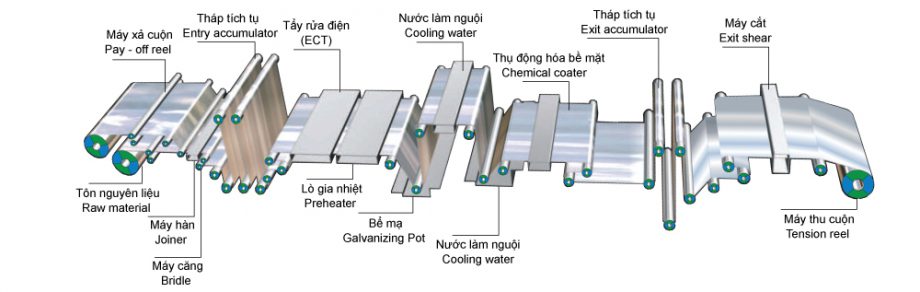 Máy xả cuộn
Pay - off reel
Tháp tích tụ
Entry accumulator
Tẩy rửa điện
(ECT)
Nước làm nguội
Cooling water
Thụ động hóa bề mặt
Chemical coater
Tháp tích tụ
Exit accumulator
Máy cắt
Exit shear
Tôn nguyên liệu
Raw material
Máy hàn
Joiner
Máy căng
Bridle
Lò gia nhiệt
Preheater
Bể mạ
Galvanizing Pot
Nước làm nguội
Cooling water
Máy thu cuộn
Tension reel